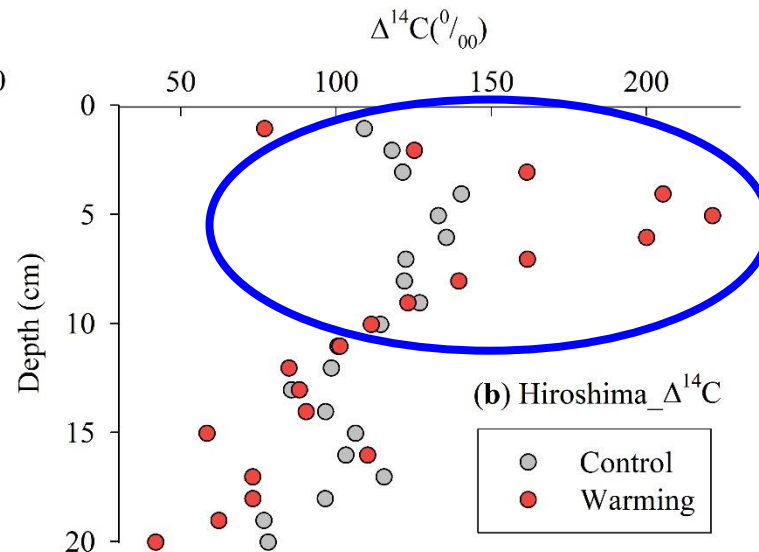 Δ¹⁴C(⁰/₀₀)
0 50 100 150 200
0
5
10
15
20
Depth (cm)
(b) Hiroshima_Δ¹⁴C
Control
Warming